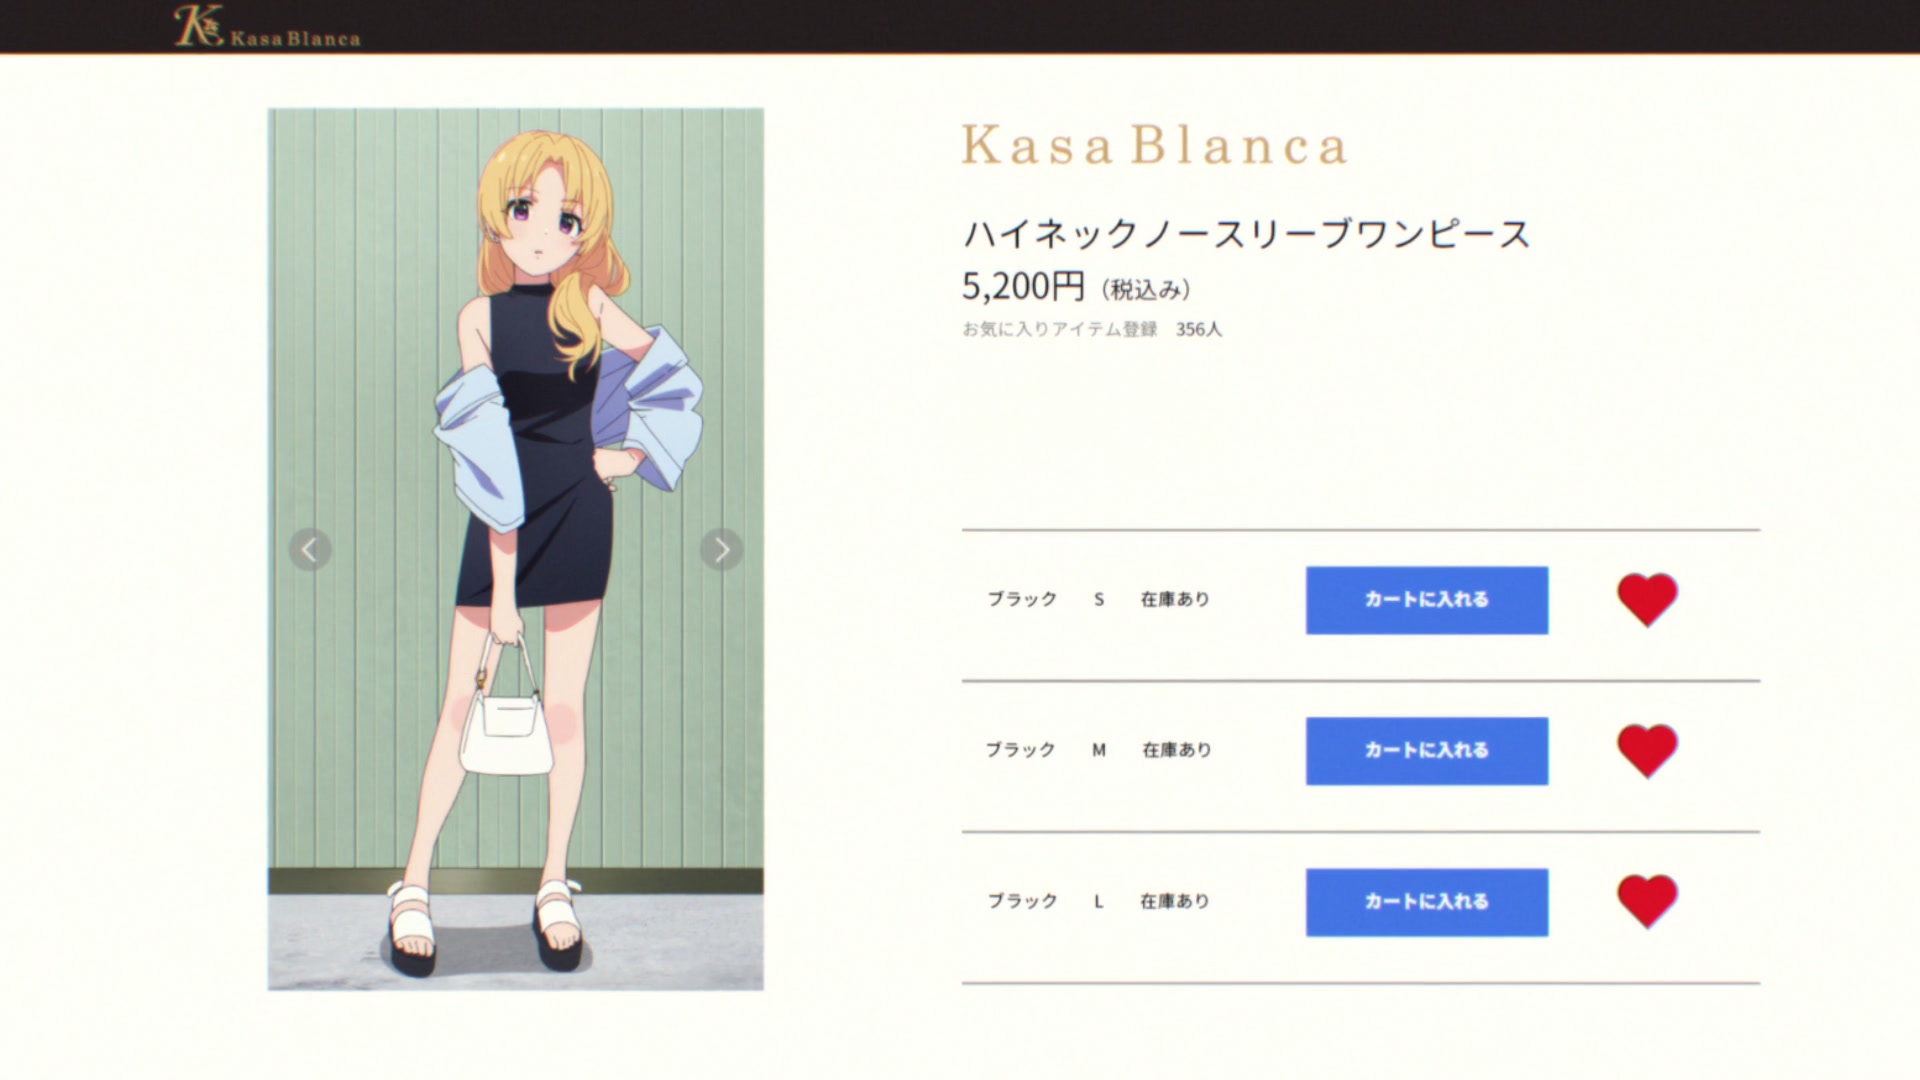 Kasa Blanca
Kasa Blanca
ハイネックノースリーブワンピース
5,200円（税込み）
お気に入りアイテム登録 356人
ブラック S 在庫あり カートに入れる
ブラック M 在庫あり カートに入れる
ブラック L 在庫あり カートに入れる